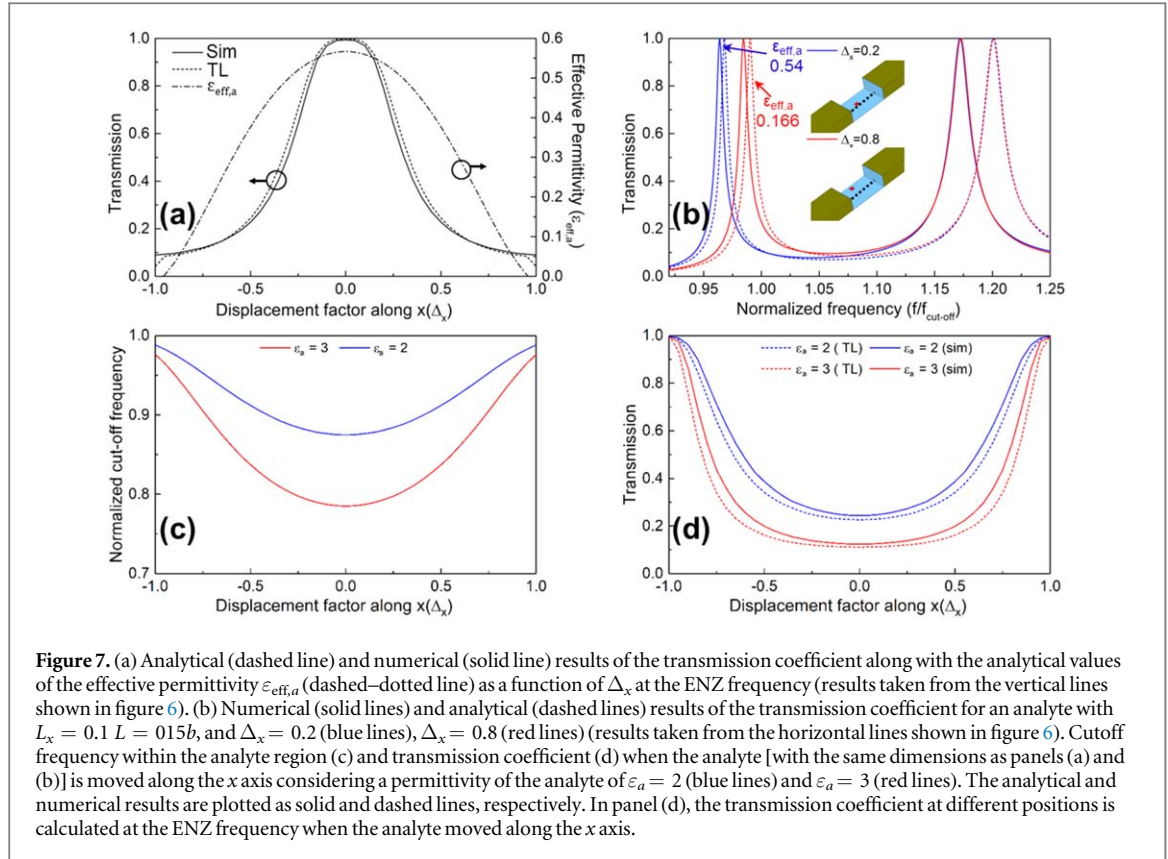 Sim
TL
ε_eff,a
(a)
Transmission
1.0
0.8
0.6
0.4
0.2
0.0
0.6
0.5
0.4
0.3
0.2
0.1
0.0
Effective Permittivity (ε_eff,a)
-1.0 -0.5 0.0 0.5 1.0
Displacement factor along x(Δx)
ε_eff,a
0.54
ε_eff,a
0.166
Δx=0.2
Δx=0.8
(b)
Transmission
1.0
0.8
0.6
0.4
0.2
0.0
0.95 1.00 1.05 1.10 1.15 1.20 1.25
Normalized frequency (f/f_cut-off)
εa = 3 εa = 2
(c)
Normalized cut-off frequency
1.0
0.9
0.8
0.7
-1.0 -0.5 0.0 0.5 1.0
Displacement factor along x(Δx)
εa = 2 ( TL) εa = 2 (sim)
εa = 3 ( TL) εa = 3 (sim)
(d)
Transmission
1.0
0.8
0.6
0.4
0.2
0.0
-1.0 -0.5 0.0 0.5 1.0
Displacement factor along x(Δx)
Figure 7. (a) Analytical (dashed line) and numerical (solid line) results of the transmission coefficient along with the analytical values
of the effective permittivity ε_eff,a (dashed–dotted line) as a function of Δx at the ENZ frequency (results taken from the vertical lines
shown in figure 6). (b) Numerical (solid lines) and analytical (dashed lines) results of the transmission coefficient for an analyte with
Lx = 0.1 L = 015b, and Δx = 0.2 (blue lines), Δx = 0.8 (red lines) (results taken from the horizontal lines shown in figure 6). Cutoff
frequency within the analyte region (c) and transmission coefficient (d) when the analyte [with the same dimensions as panels (a) and
(b)] is moved along the x axis considering a permittivity of the analyte of εa = 2 (blue lines) and εa = 3 (red lines). The analytical and
numerical results are plotted as solid and dashed lines, respectively. In panel (d), the transmission coefficient at different positions is
calculated at the ENZ frequency when the analyte moved along the x axis.